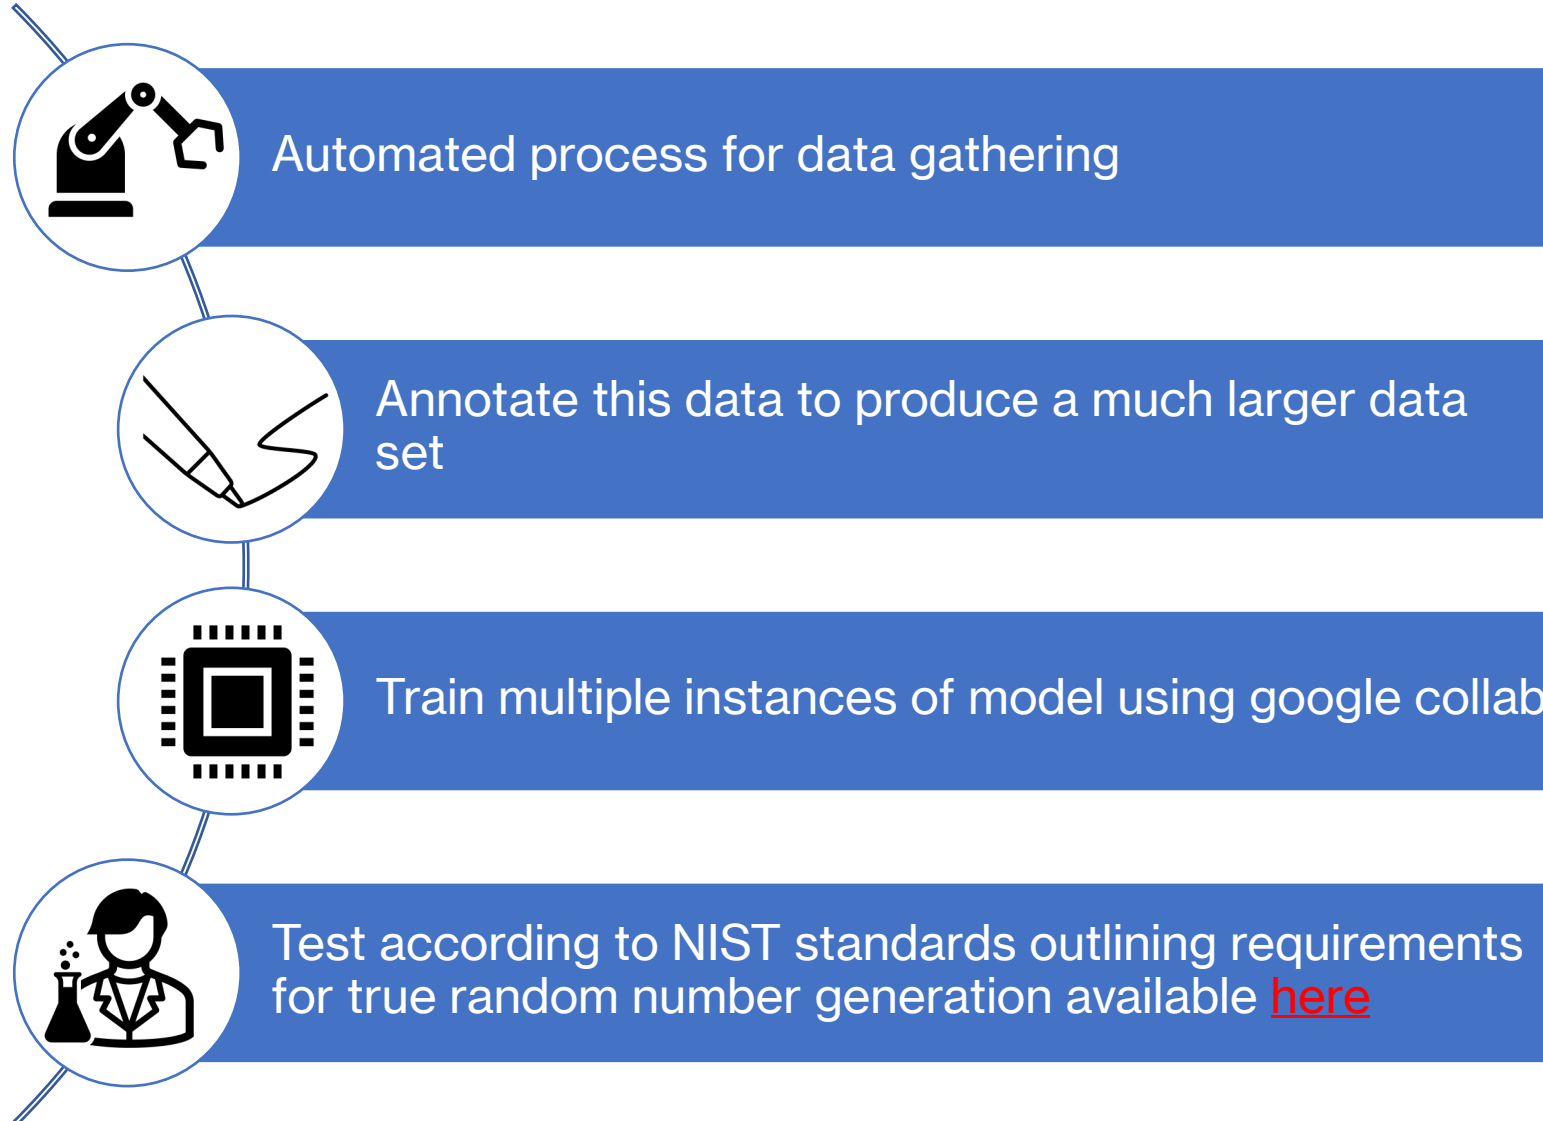 Automated process for data gathering
Annotate this data to produce a much larger data
set
Train multiple instances of model using google collab
Test according to NIST standards outlining requirements
for true random number generation available here